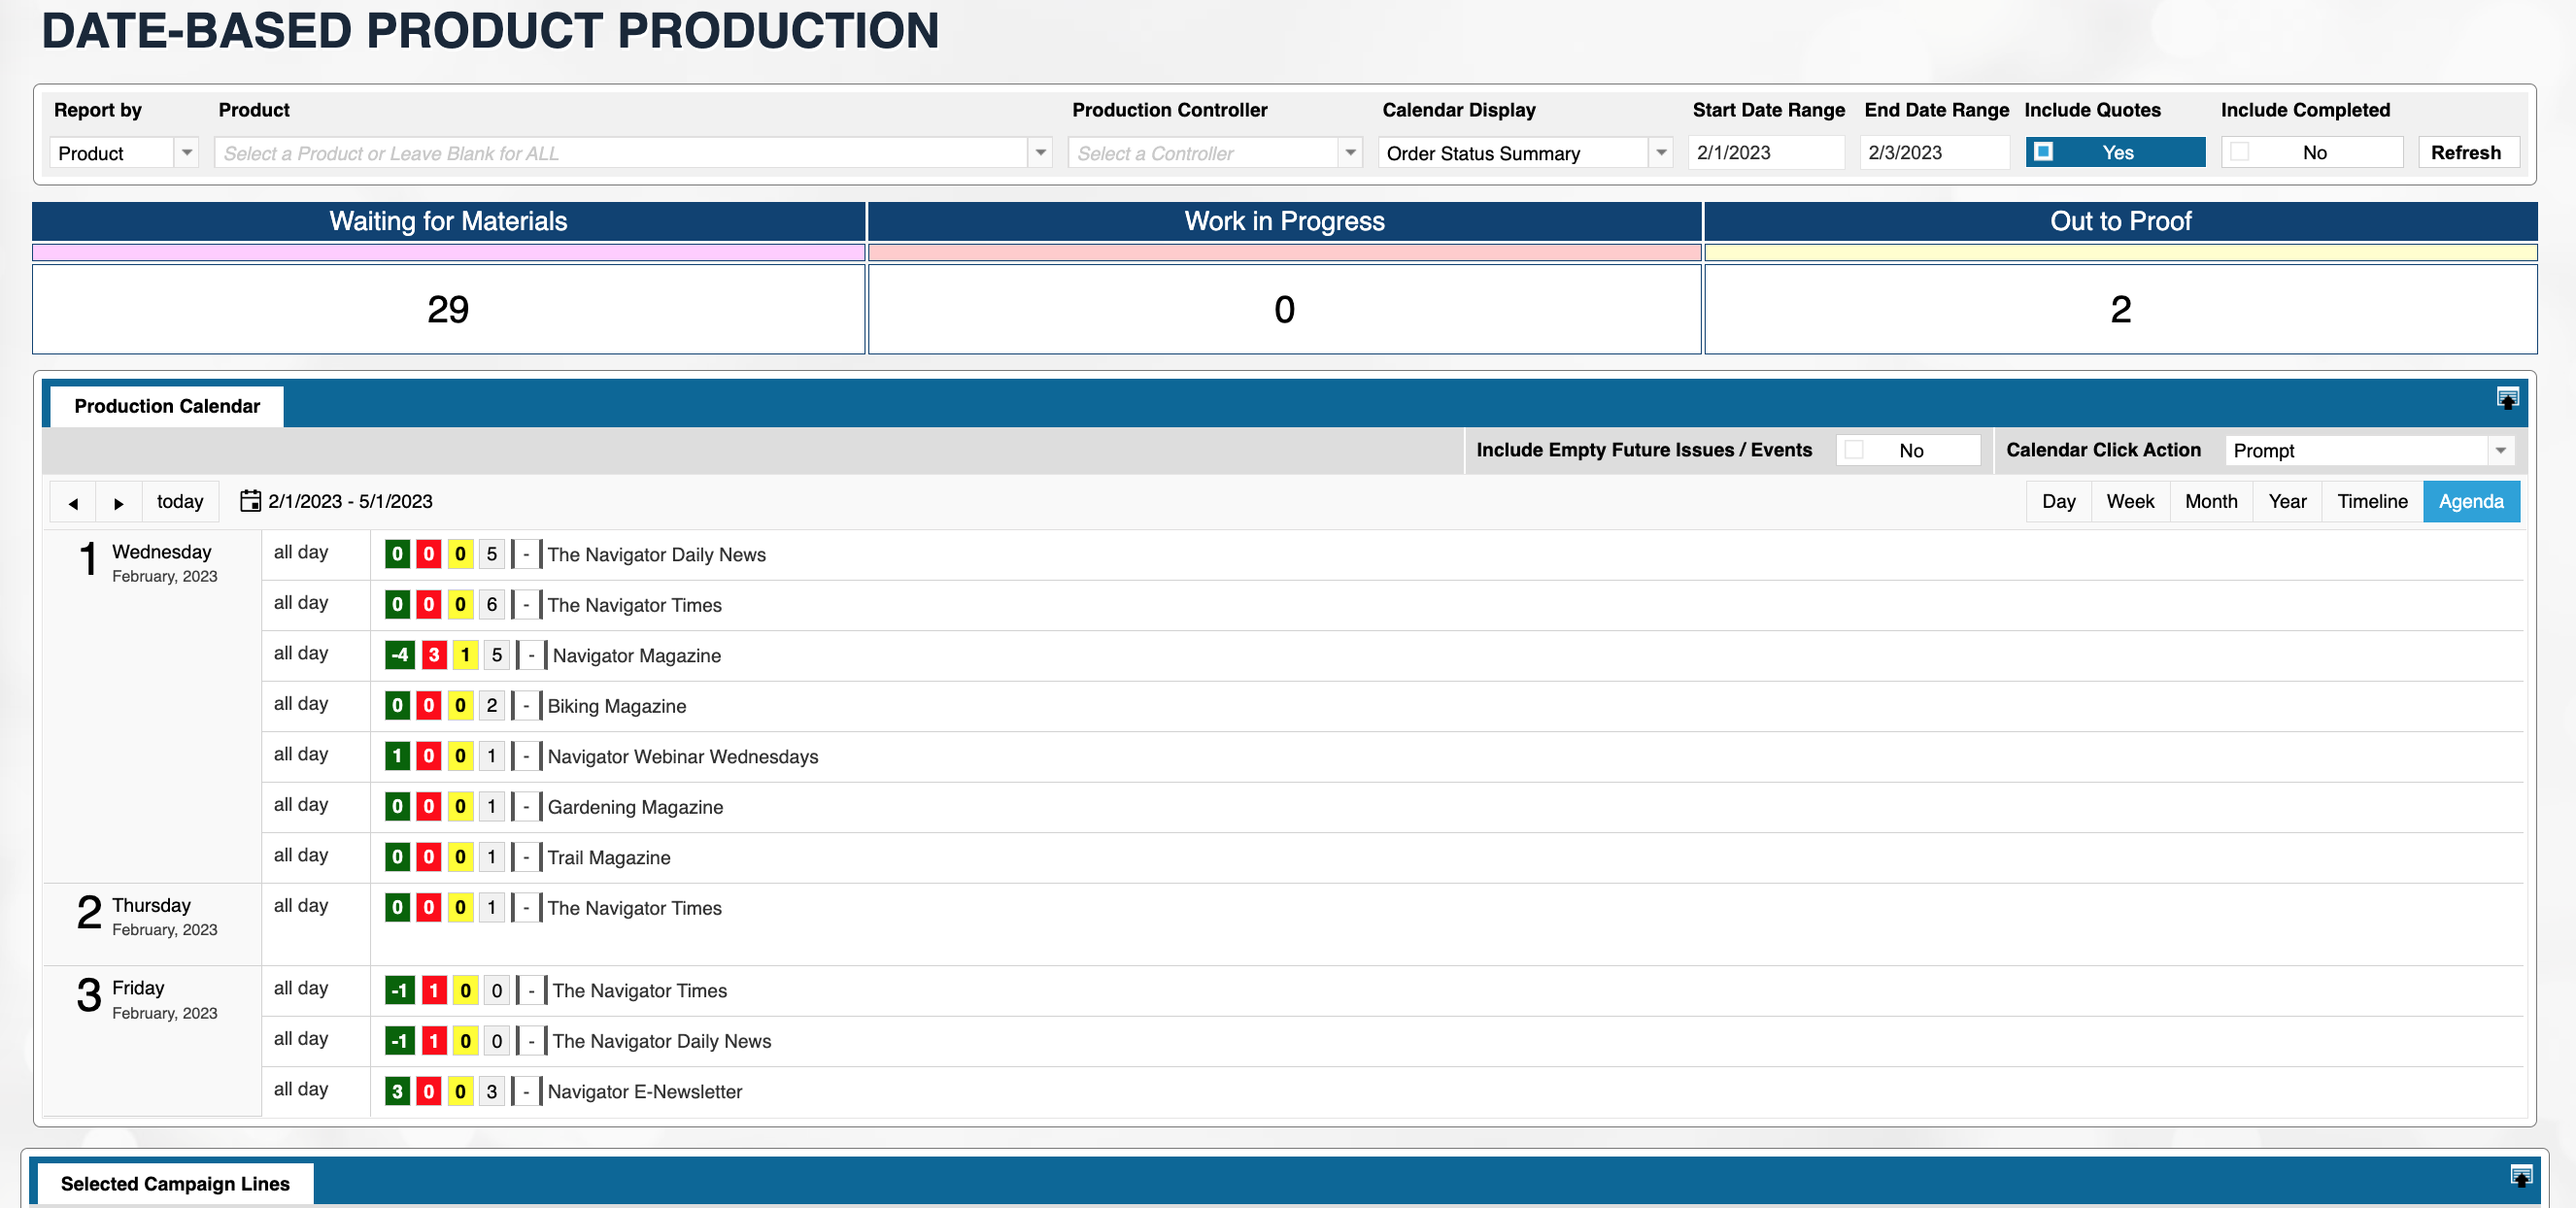 DATE-BASED PRODUCT PRODUCTION
Report by Product Production Controller Calendar Display Start Date Range End Date Range Include Quotes Include Completed
Product Select a Product or Leave Blank for ALL Select a Controller Order Status Summary 2/1/2023 2/3/2023 Yes No Refresh
Waiting for Materials Work in Progress Out to Proof
29 0 2
Production Calendar
Include Empty Future Issues / Events No Calendar Click Action Prompt
today 2/1/2023 - 5/1/2023 Day Week Month Year Timeline Agenda
1 Wednesday February, 2023 all day 0 0 0 5 - The Navigator Daily News
all day 0 0 0 6 - The Navigator Times
all day -4 3 1 5 - Navigator Magazine
all day 0 0 0 2 - Biking Magazine
all day 1 0 0 1 - Navigator Webinar Wednesdays
all day 0 0 0 1 - Gardening Magazine
all day 0 0 0 1 - Trail Magazine
2 Thursday February, 2023 all day 0 0 0 1 - The Navigator Times
3 Friday February, 2023 all day -1 1 0 0 - The Navigator Times
all day -1 1 0 0 - The Navigator Daily News
all day 3 0 0 3 - Navigator E-Newsletter
Selected Campaign Lines